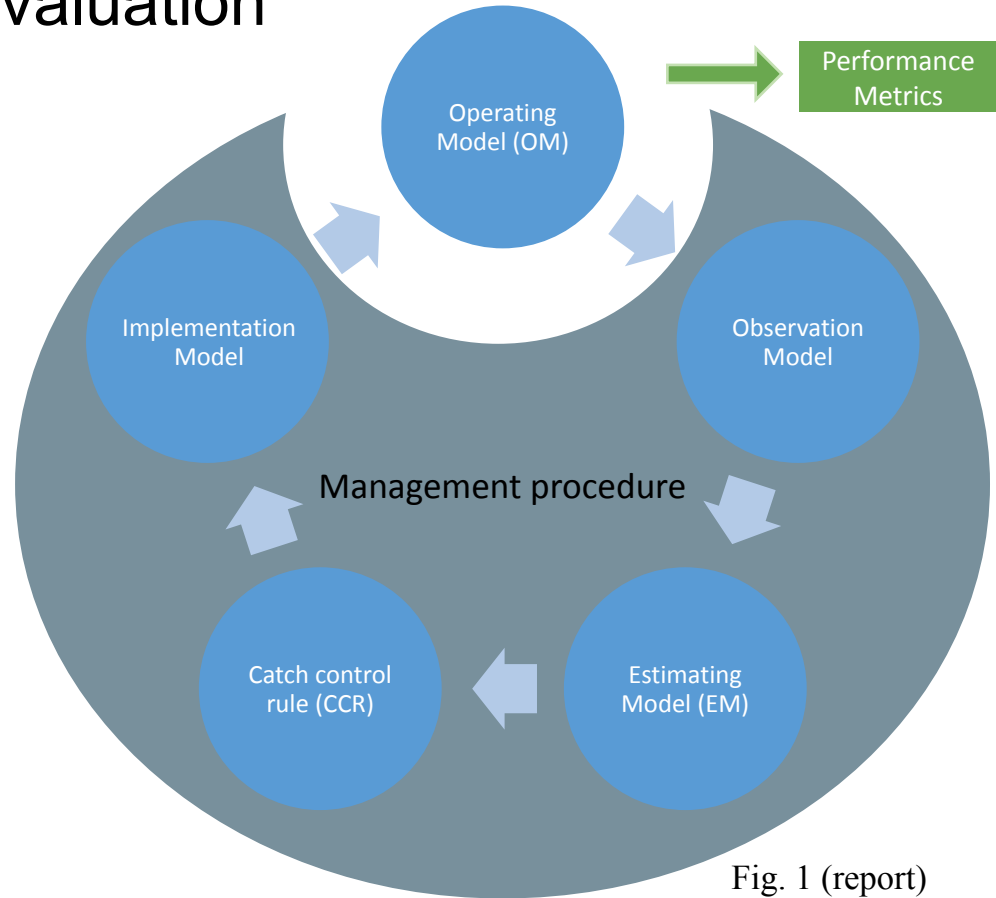 valuation
Performance
Metrics
Operating
Model (OM)
Implementation
Model
Observation
Model
Management procedure
Catch control
rule (CCR)
Estimating
Model (EM)
Fig. 1 (report)